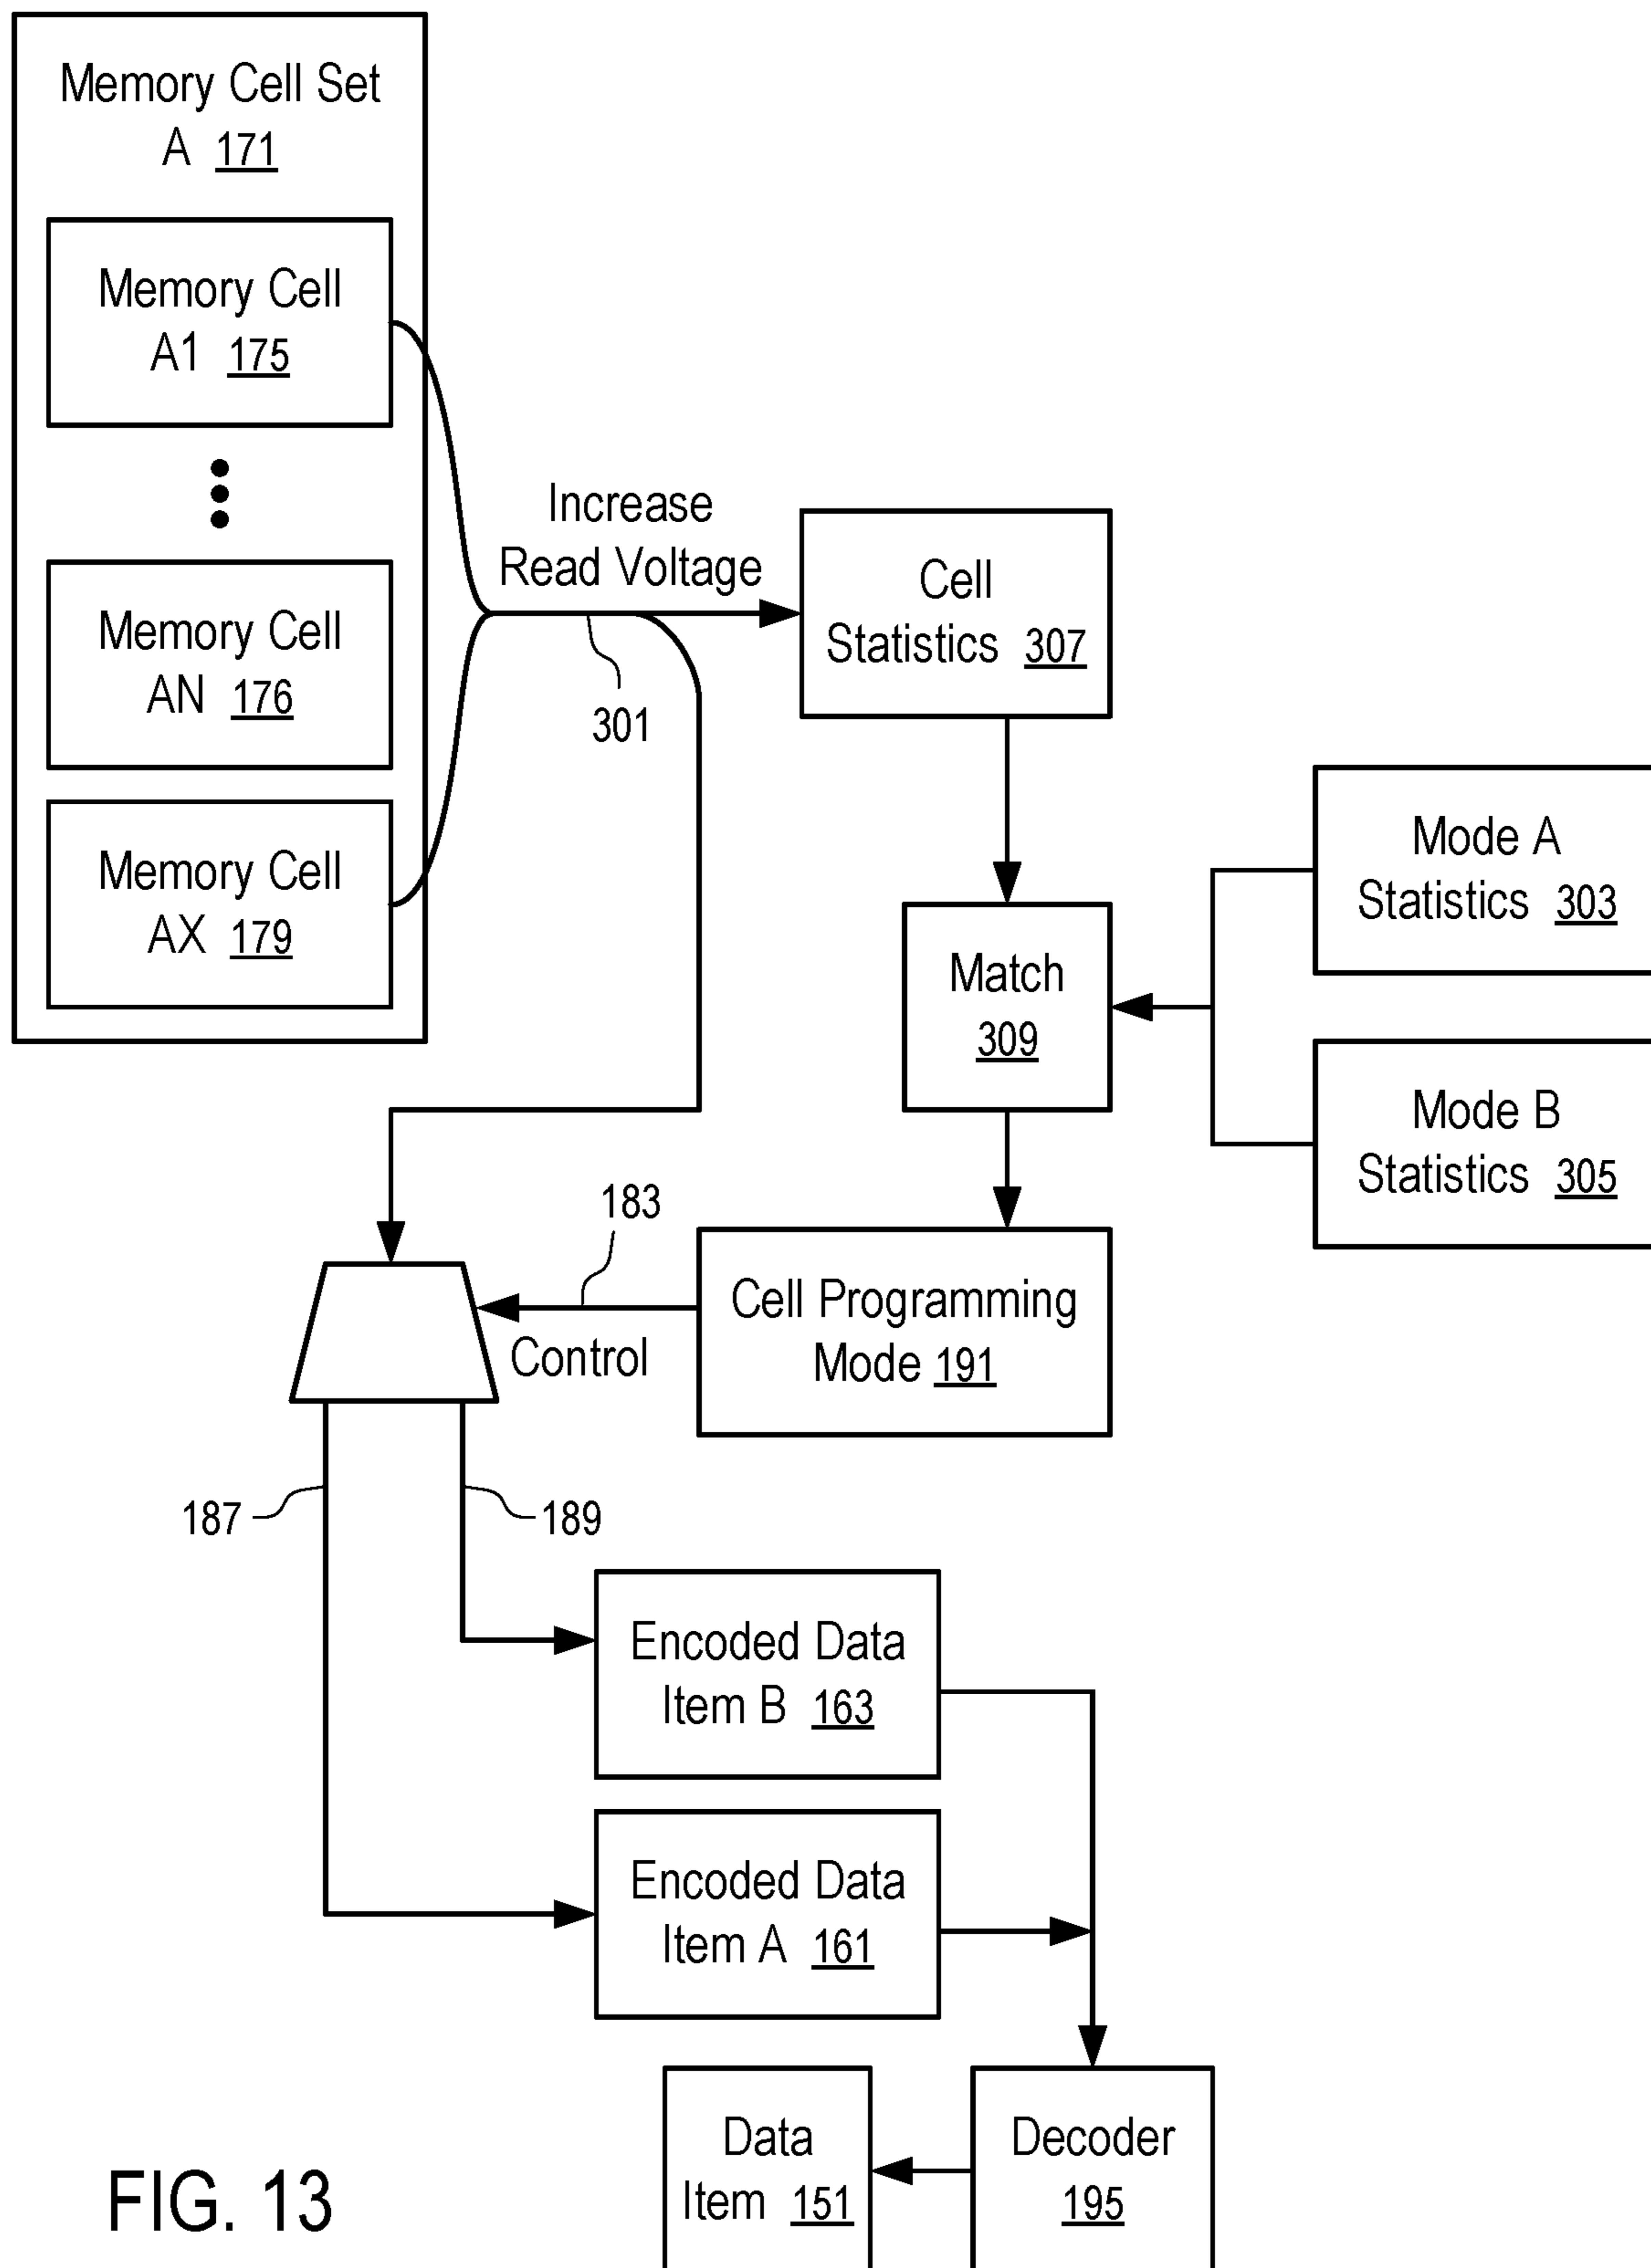 Memory Cell Set
A 171
Memory Cell
A1 175
Increase
Read Voltage
Cell
Statistics 307
Memory Cell
AN 176
301
Memory Cell
AX 179
Mode A
Statistics 303
Match
309
Mode B
Statistics 305
183
Control
Cell Programming
Mode 191
187
189
Encoded Data
Item B 163
Encoded Data
Item A 161
Data
Item 151
Decoder
195
FIG. 13